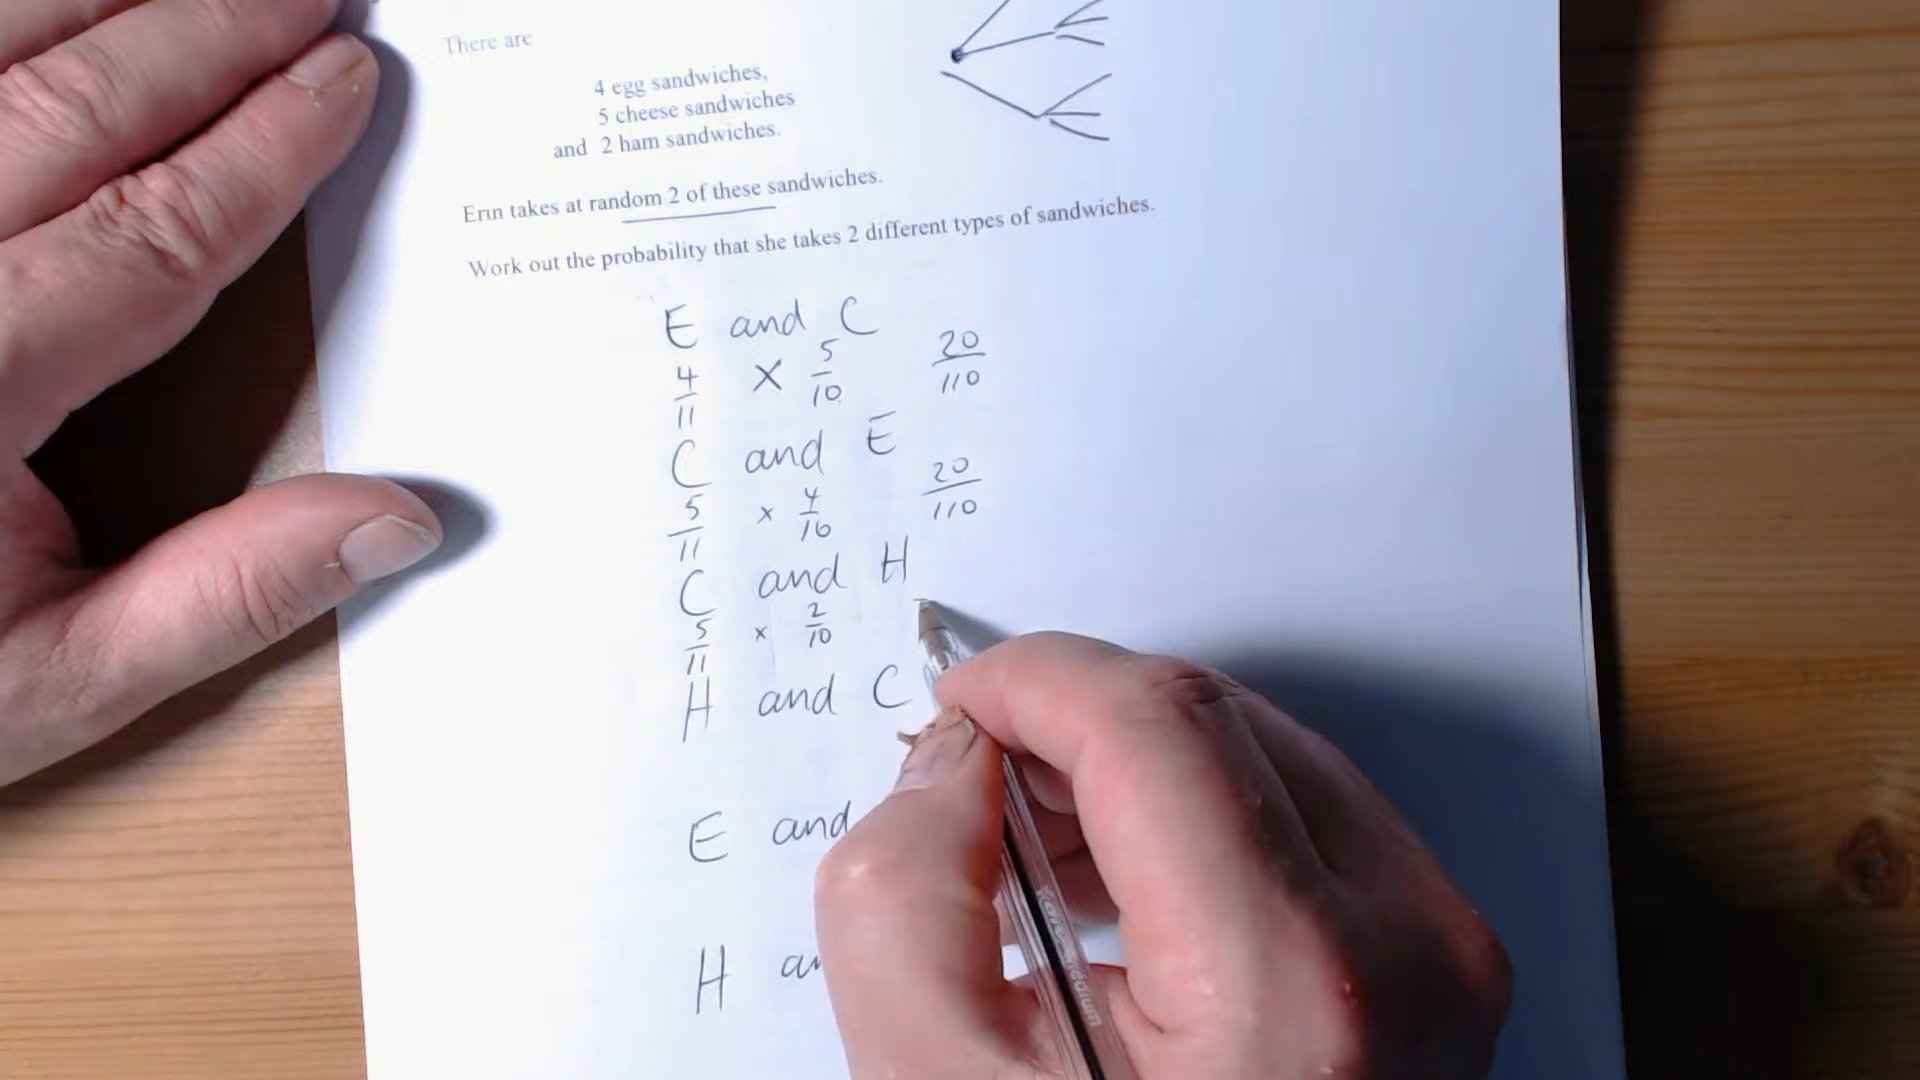 There are
4 egg sandwiches,
5 cheese sandwiches
and 2 ham sandwiches.
Erin takes at random 2 of these sandwiches.
Work out the probability that she takes 2 different types of sandwiches.
E and C
4/11 × 5/10 20/110
C and E
5/11 × 4/10 20/110
C and H
5/11 × 2/10
H and C
E and
H